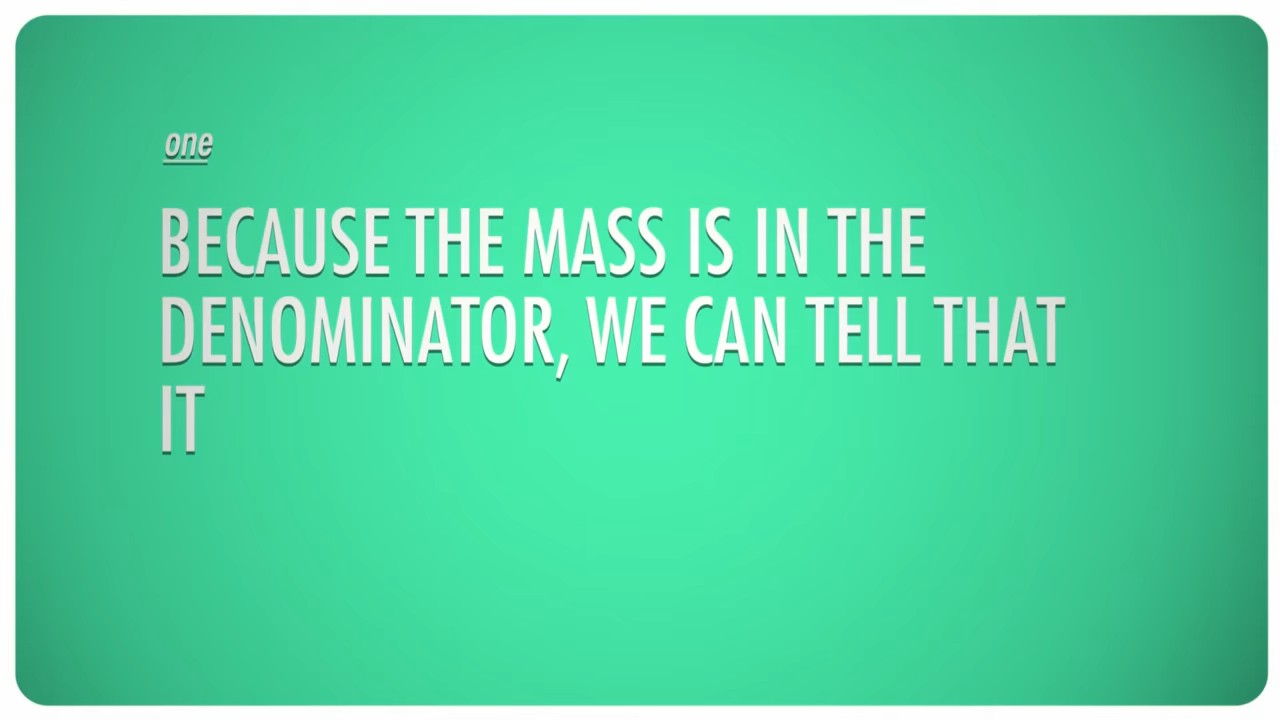 one
BECAUSE THE MASS IS IN THE
DENOMINATOR, WE CAN TELL THAT
IT